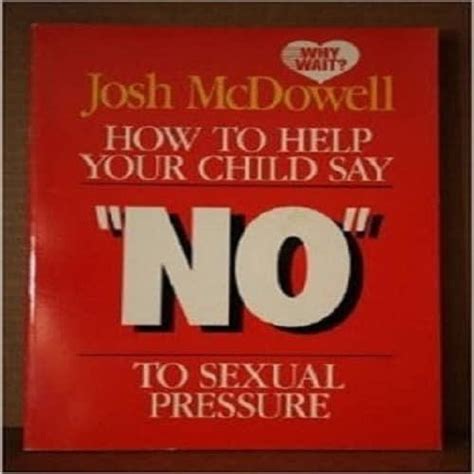 WHY
WAIT?
Josh McDowell
HOW TO HELP
YOUR CHILD SAY
"NO"
TO SEXUAL
PRESSURE